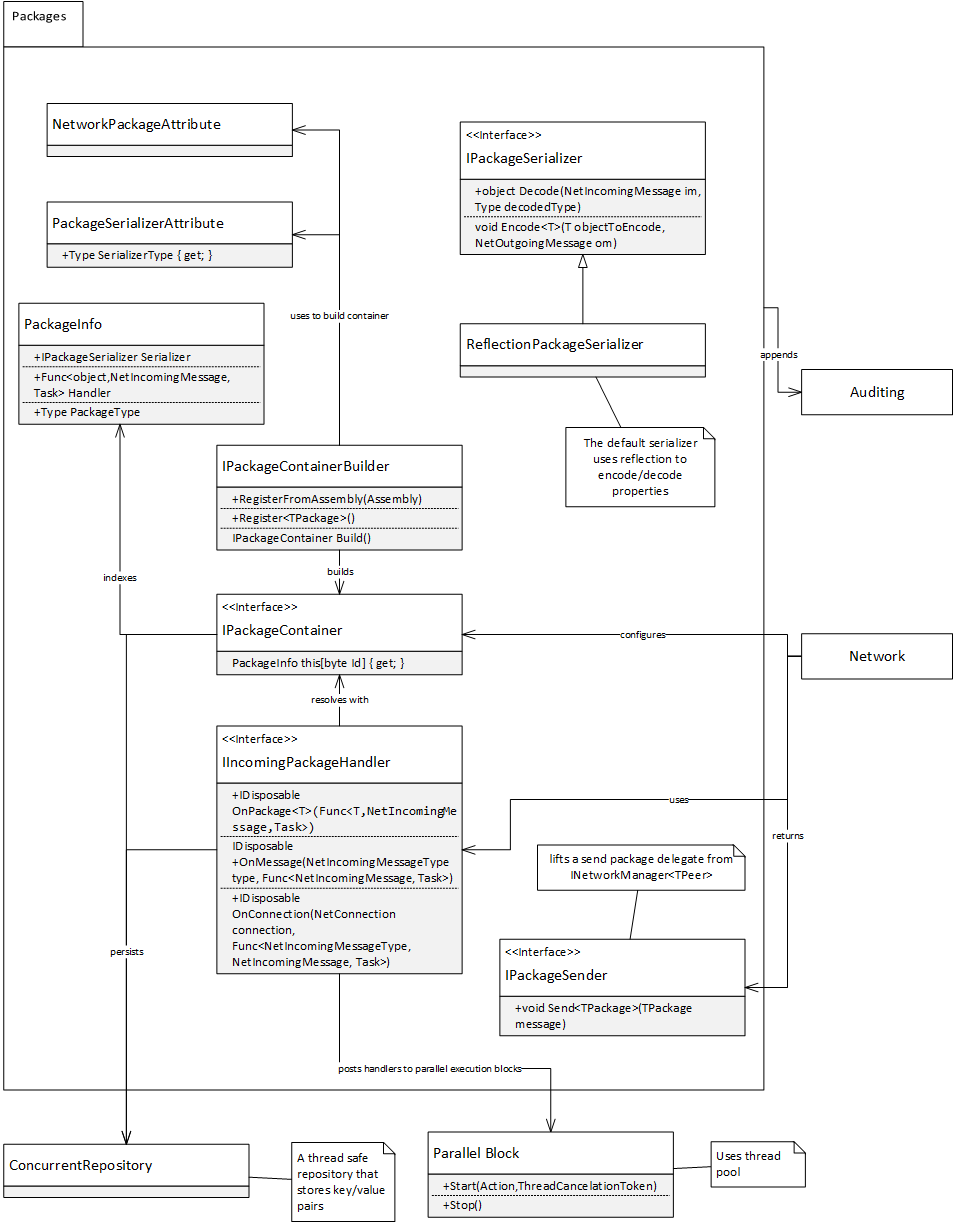 Packages
NetworkPackageAttribute
PackageSerializerAttribute
+Type SerializerType { get; }
<<Interface>>
IPackageSerializer
+object Decode(NetIncomingMessage im,
Type decodedType)
void Encode<T>(T objectToEncode,
NetOutgoingMessage om)
uses to build container
PackageInfo
+IPackageSerializer Serializer
+Func<object,NetIncomingMessage,
Task> Handler
+Type PackageType
ReflectionPackageSerializer
appends
Auditing
The default serializer
uses reflection to
encode/decode
properties
IPackageContainerBuilder
+RegisterFromAssembly(Assembly)
+Register<TPackage>()
IPackageContainer Build()
indexes
builds
<<Interface>>
IPackageContainer
PackageInfo this[byte Id] { get; }
configures
Network
resolves with
<<Interface>>
IIncomingPackageHandler
+IDisposable
OnPackage<T>(Func<T,NetIncomingMe
ssage,Task>)
IDisposable
+OnMessage(NetIncomingMessageType
type, Func<NetIncomingMessage, Task>)
+IDisposable
OnConnection(NetConnection
connection,
Func<NetIncomingMessageType,
NetIncomingMessage, Task>)
uses
returns
lifts a send package delegate from
INetworkManager<TPeer>
persists
<<Interface>>
IPackageSender
+void Send<TPackage>(TPackage
message)
posts handlers to parallel execution blocks
ConcurrentRepository
A thread safe
repository that
stores key/value
pairs
Parallel Block
+Start(Action,ThreadCancelationToken)
+Stop()
Uses thread
pool